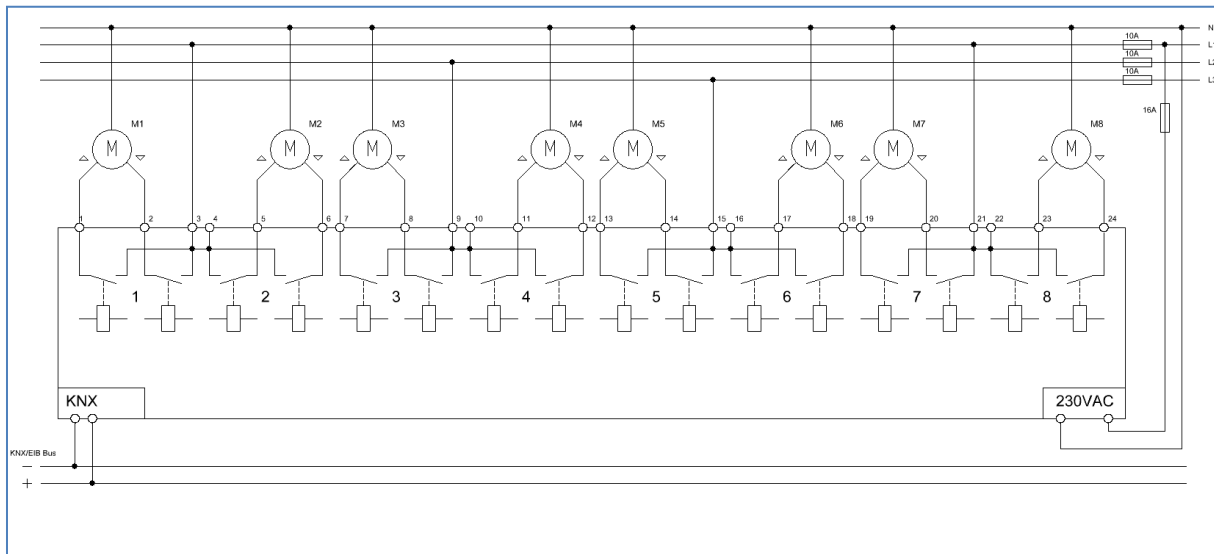 N
10A
L1
10A
L2
10A
L3
16A
M1 M2 M3 M4 M5 M6 M7 M8
M M M M M M M M
1 2 3 4 5 6 7 8 9 10 11 12 13 14 15 16 17 18 19 20 21 22 23 24
1 2 3 4 5 6 7 8
KNX 230VAC
KNX/EIB Bus
−
+